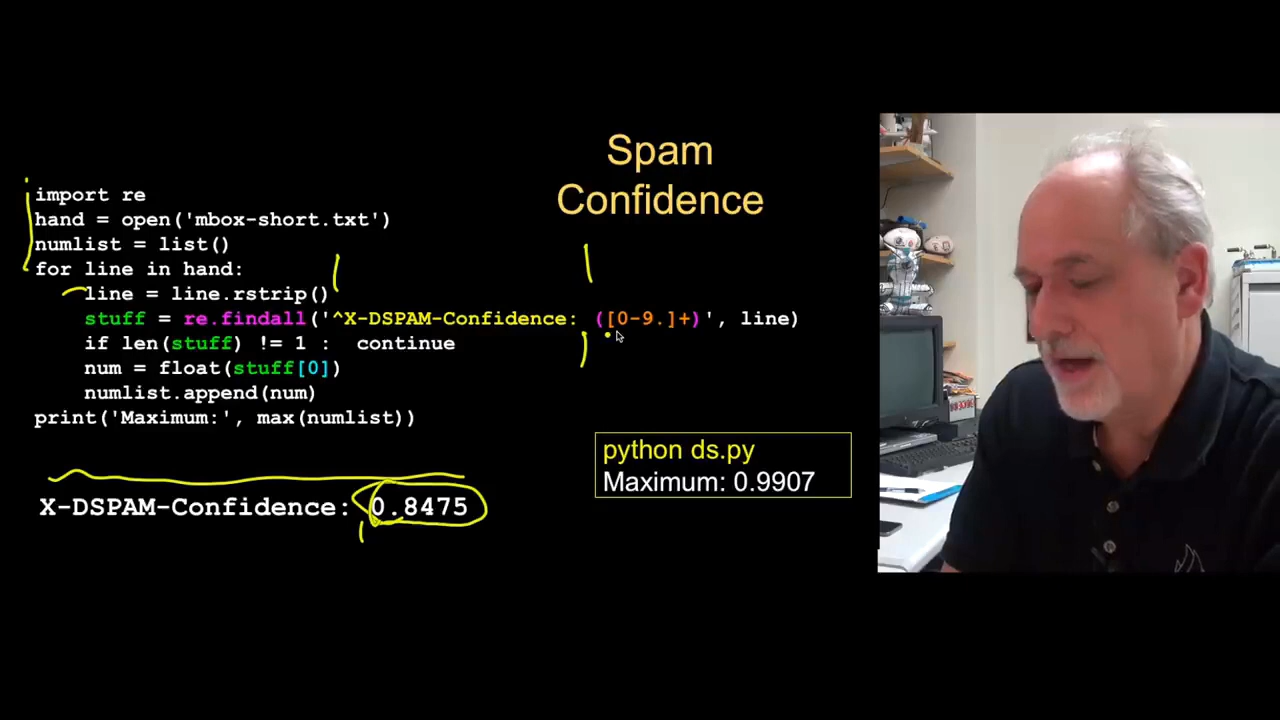 Spam
Confidence
import re
hand = open('mbox-short.txt')
numlist = list()
for line in hand:
    line = line.rstrip()
    stuff = re.findall('^X-DSPAM-Confidence: ([0-9.]+)', line)
    if len(stuff) != 1 :  continue
    num = float(stuff[0])
    numlist.append(num)
print('Maximum:', max(numlist))
python ds.py
Maximum: 0.9907
X-DSPAM-Confidence: 0.8475